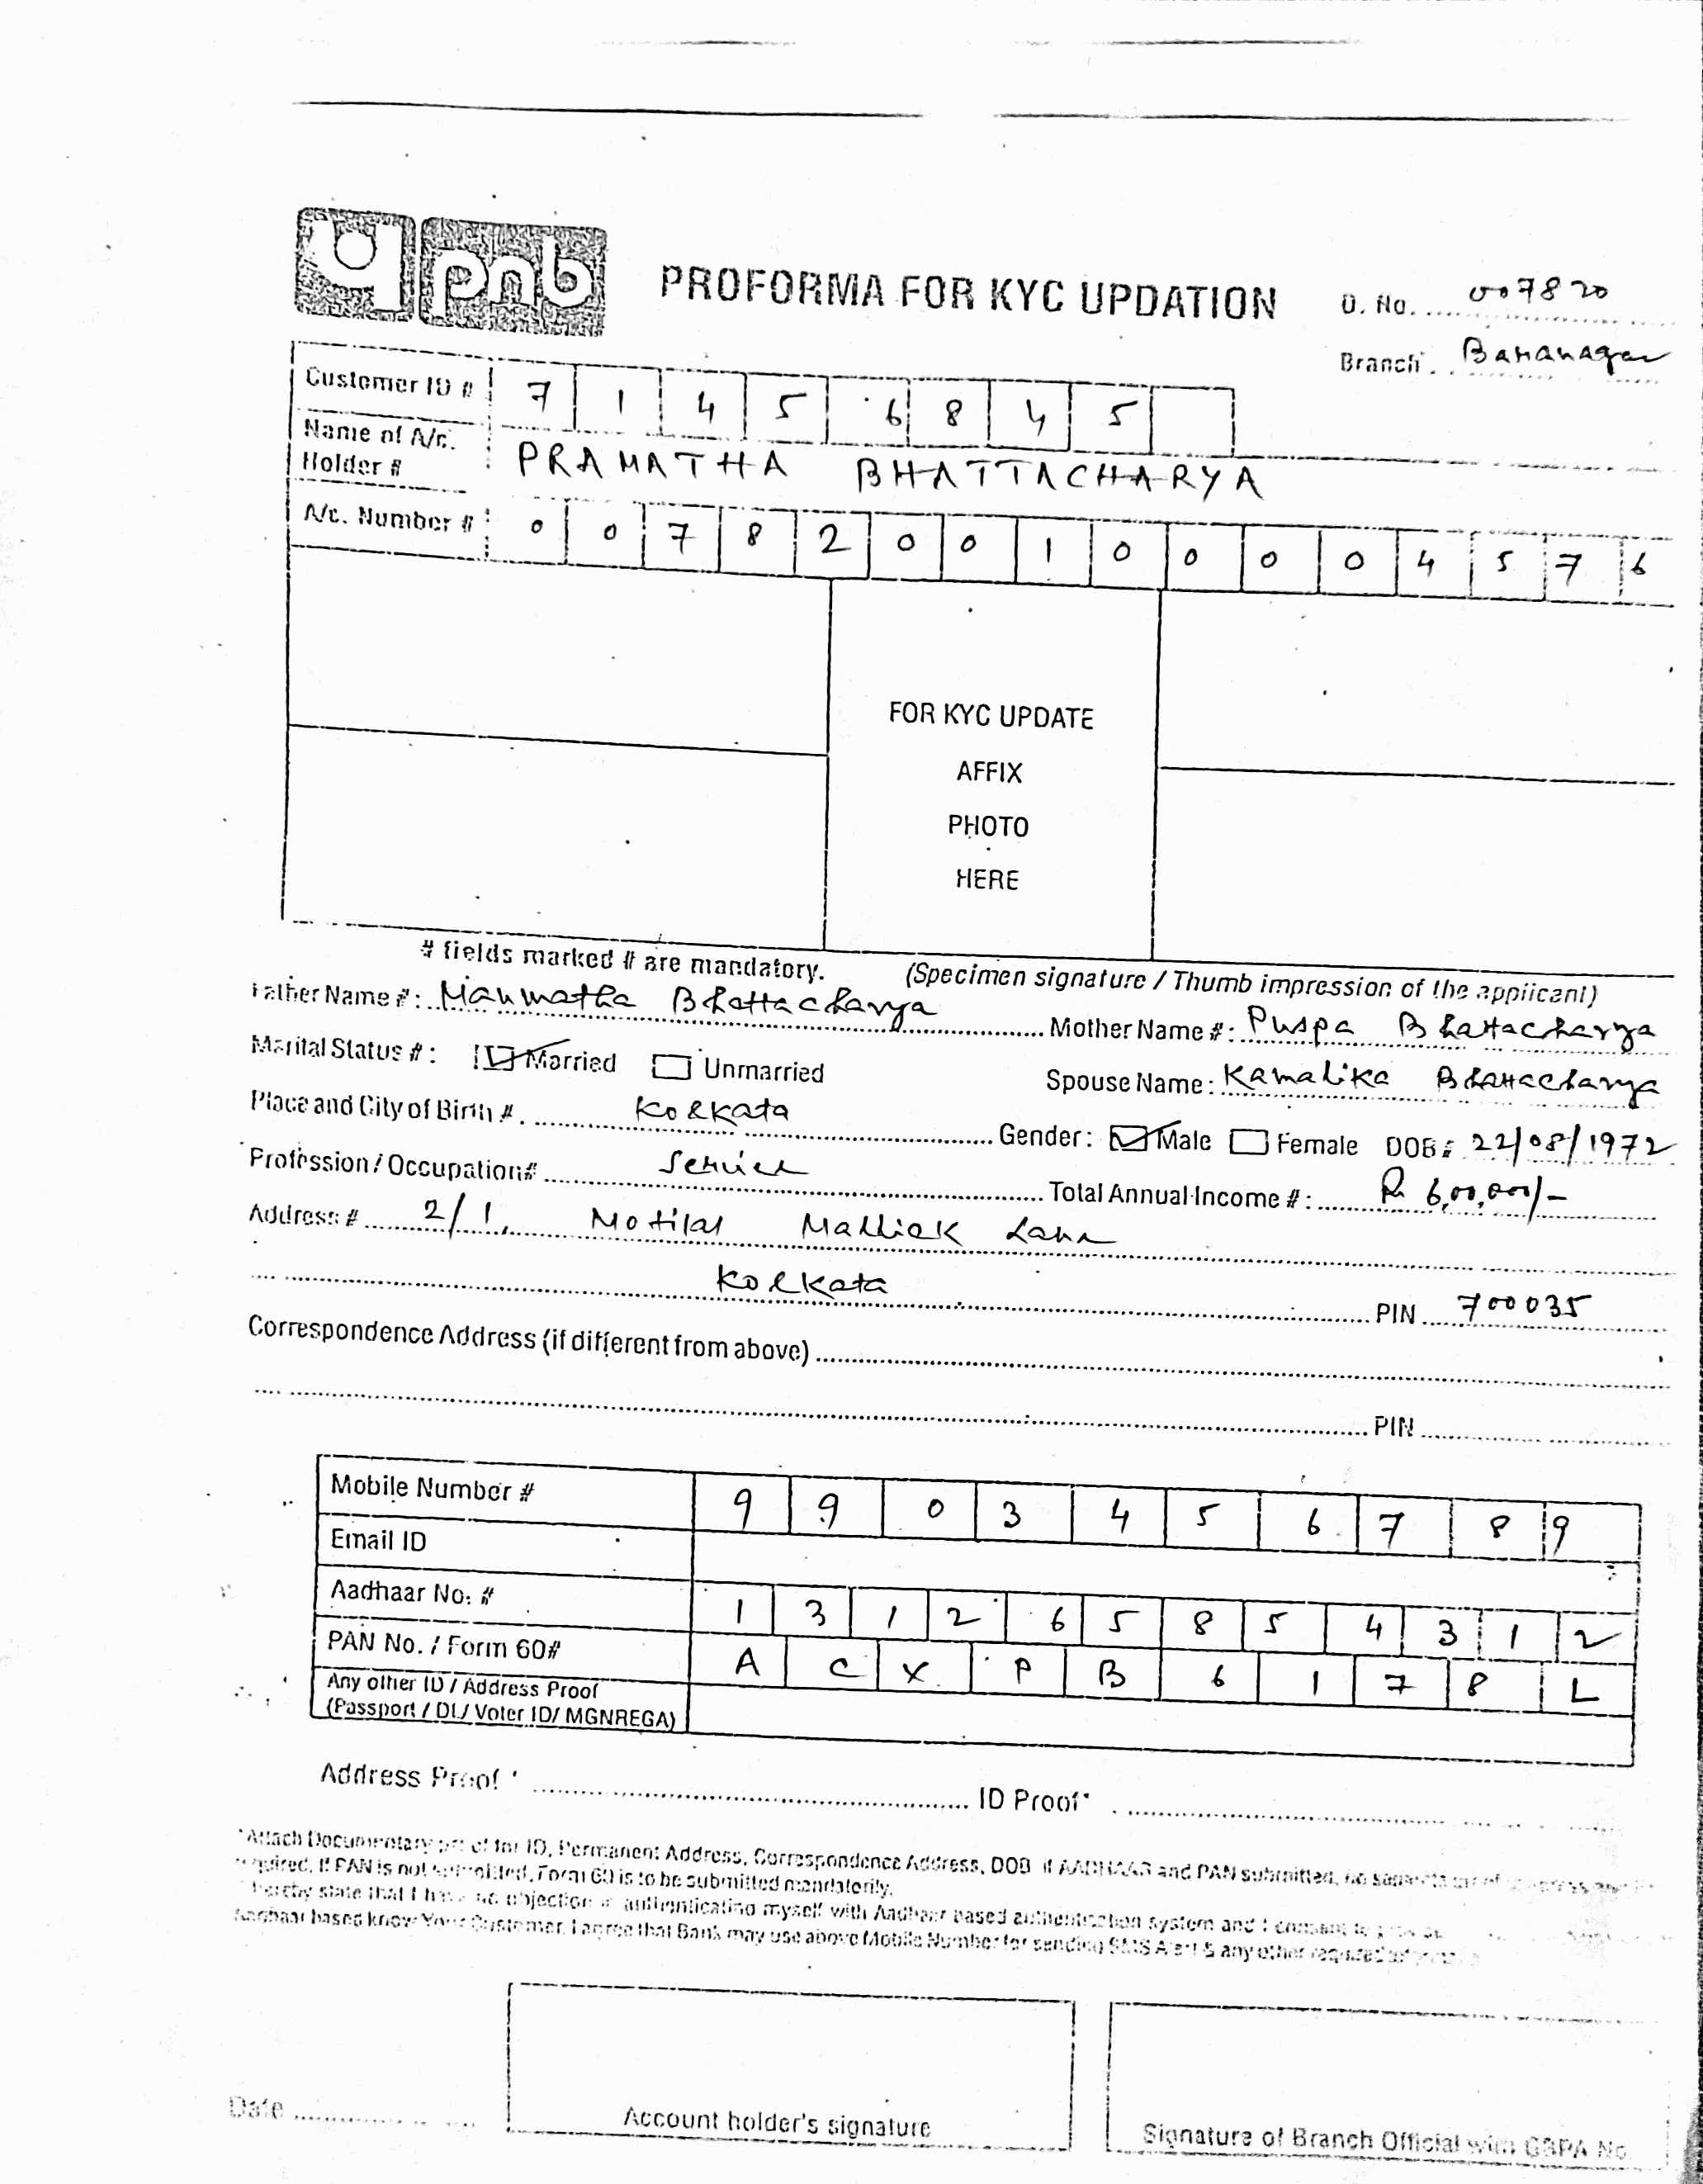 pnb PROFORMA FOR KYC UPDATION D. No. 007820
Branch Baranagar
Customer ID # 7 1 4 5 6 8 4 5
Name of A/c. Holder # PRAMATHA BHATTACHARYA
A/c. Number # 0 0 7 8 2 0 0 1 0 0 0 0 4 5 7 6
FOR KYC UPDATE
AFFIX
PHOTO
HERE
# fields marked # are mandatory. (Specimen signature / Thumb impression of the applicant)
Father Name #: Manmatha Bhattacharya Mother Name #: Puspa Bhattacharya
Marital Status #: Married Unmarried Spouse Name: Kamalika Bhattacharya
Place and City of Birth # Kolkata Gender: Male Female DOB # 22/08/1972
Profession / Occupation# Service Total Annual Income #: Rs 6,00,000/-
Address # 2/1, Motilal Mallick Lane
Kolkata PIN 700035
Correspondence Address (if different from above)
PIN
Mobile Number # 9 9 0 3 4 5 6 7 8 9
Email ID
Aadhaar No. # 1 3 1 2 6 5 8 5 4 3 1 2
PAN No. / Form 60# A C X P B 6 1 7 8 L
Any other ID / Address Proof
(Passport / DL/ Voter ID/ MGNREGA)
Address Proof * ID Proof*
*Attach Documentary for ID, Permanent Address, Correspondence Address, DOB if AADHAAR and PAN submitted, no separate
required. If PAN is not submitted, Form 60 is to be submitted mandatorily.
I hereby state that I have no objection in authenticating myself with Aadhaar based authentication system and I consent to
Aadhaar based Know Your Customer. I agree that Bank may use above Mobile Number for sending SMS Alert & any other required
Date Account holder's signature Signature of Branch Official with GBPA No.